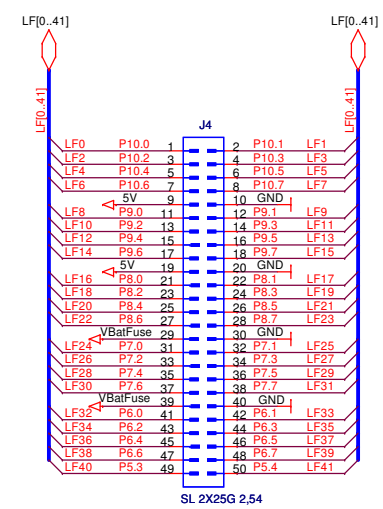 LF[0..41] LF[0..41]
LF[0..41] LF[0..41]
J4
LF0 P10.0 1 2 P10.1 LF1
LF2 P10.2 3 4 P10.3 LF3
LF4 P10.4 5 6 P10.5 LF5
LF6 P10.6 7 8 P10.7 LF7
5V 9 10 GND
LF8 P9.0 11 12 P9.1 LF9
LF10 P9.2 13 14 P9.3 LF11
LF12 P9.4 15 16 P9.5 LF13
LF14 P9.6 17 18 P9.7 LF15
5V 19 20 GND
LF16 P8.0 21 22 P8.1 LF17
LF18 P8.2 23 24 P8.3 LF19
LF20 P8.4 25 26 P8.5 LF21
LF22 P8.6 27 28 P8.7 LF23
VBatFuse 29 30 GND
LF24 P7.0 31 32 P7.1 LF25
LF26 P7.2 33 34 P7.3 LF27
LF28 P7.4 35 36 P7.5 LF29
LF30 P7.6 37 38 P7.7 LF31
VBatFuse 39 40 GND
LF32 P6.0 41 42 P6.1 LF33
LF34 P6.2 43 44 P6.3 LF35
LF36 P6.4 45 46 P6.5 LF37
LF38 P6.6 47 48 P6.7 LF39
LF40 P5.3 49 50 P5.4 LF41
SL 2X25G 2,54